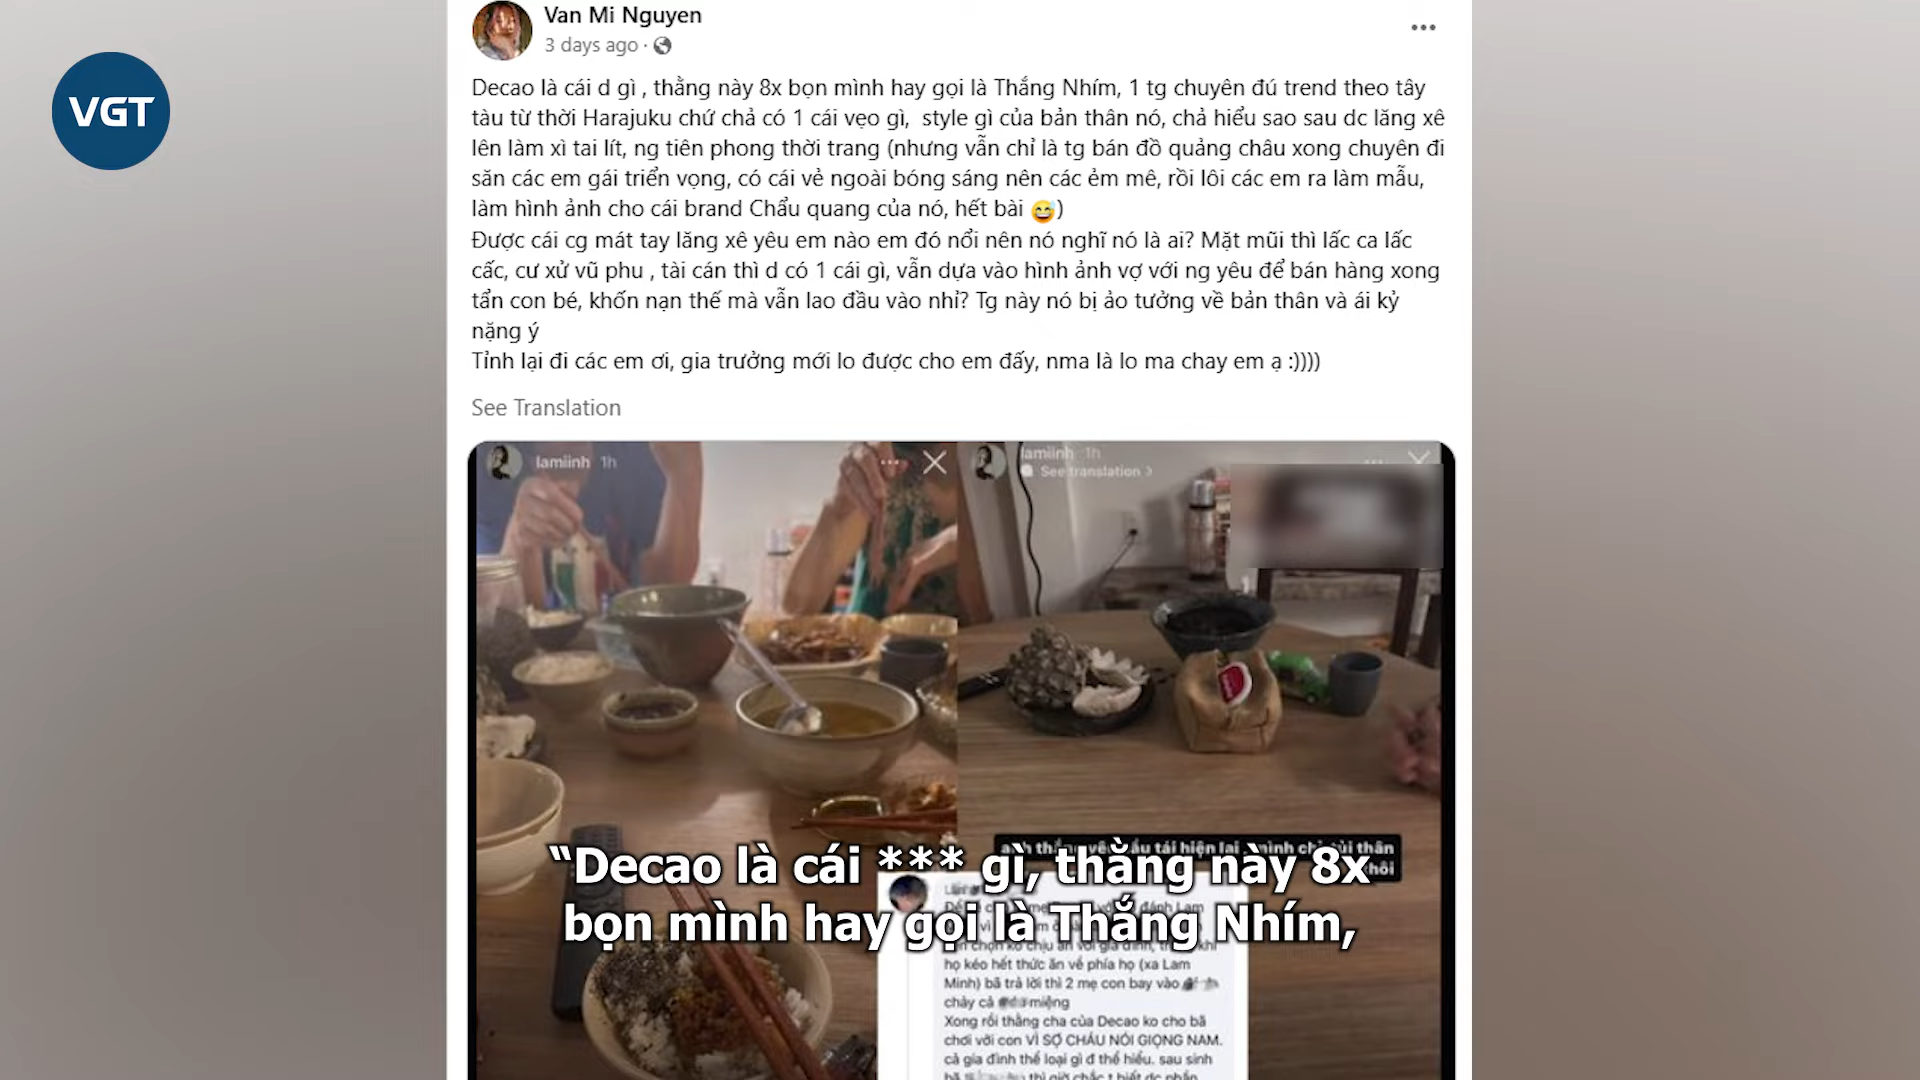 VGT
Van Mi Nguyen
3 days ago ·
Decao là cái d gì , thằng này 8x bọn mình hay gọi là Thắng Nhím, 1 tg chuyên đú trend theo tây
tàu từ thời Harajuku chứ chả có 1 cái vẹo gì, style gì của bản thân nó, chả hiểu sao sau dc lăng xê
lên làm xì tai lít, ng tiên phong thời trang (nhưng vẫn chỉ là tg bán đồ quảng châu xong chuyên đi
săn các em gái triển vọng, có cái vẻ ngoài bóng sáng nên các ẻm mê, rồi lôi các em ra làm mẫu,
làm hình ảnh cho cái brand Chẩu quang của nó, hết bài 😅)
Được cái cg mát tay lăng xê yêu em nào em đó nổi nên nó nghĩ nó là ai? Mặt mũi thì lấc ca lấc
cấc, cư xử vũ phu , tài cán thì d có 1 cái gì, vẫn dựa vào hình ảnh vợ với ng yêu để bán hàng xong
tẩn con bé, khốn nạn thế mà vẫn lao đầu vào nhỉ? Tg này nó bị ảo tưởng về bản thân và ái kỷ
nặng ý
Tỉnh lại đi các em ơi, gia trưởng mới lo được cho em đấy, nma là lo ma chay em ạ :))))
See Translation
lamiinh 1h
lamiinh 1h
See translation
“Decao là cái *** gì, thằng này 8x
bọn mình hay gọi là Thắng Nhím,
họ kéo hết thức ăn về phía họ (xa Lam
Minh) bã trả lời thì 2 mẹ con bay vào
chảy cả miệng
Xong rồi thằng cha của Decao ko cho bã
chơi với con VÌ SỢ CHÁU NÓI GIỌNG NAM.
cả gia đình thể loại gì đ thể hiểu. sau sinh